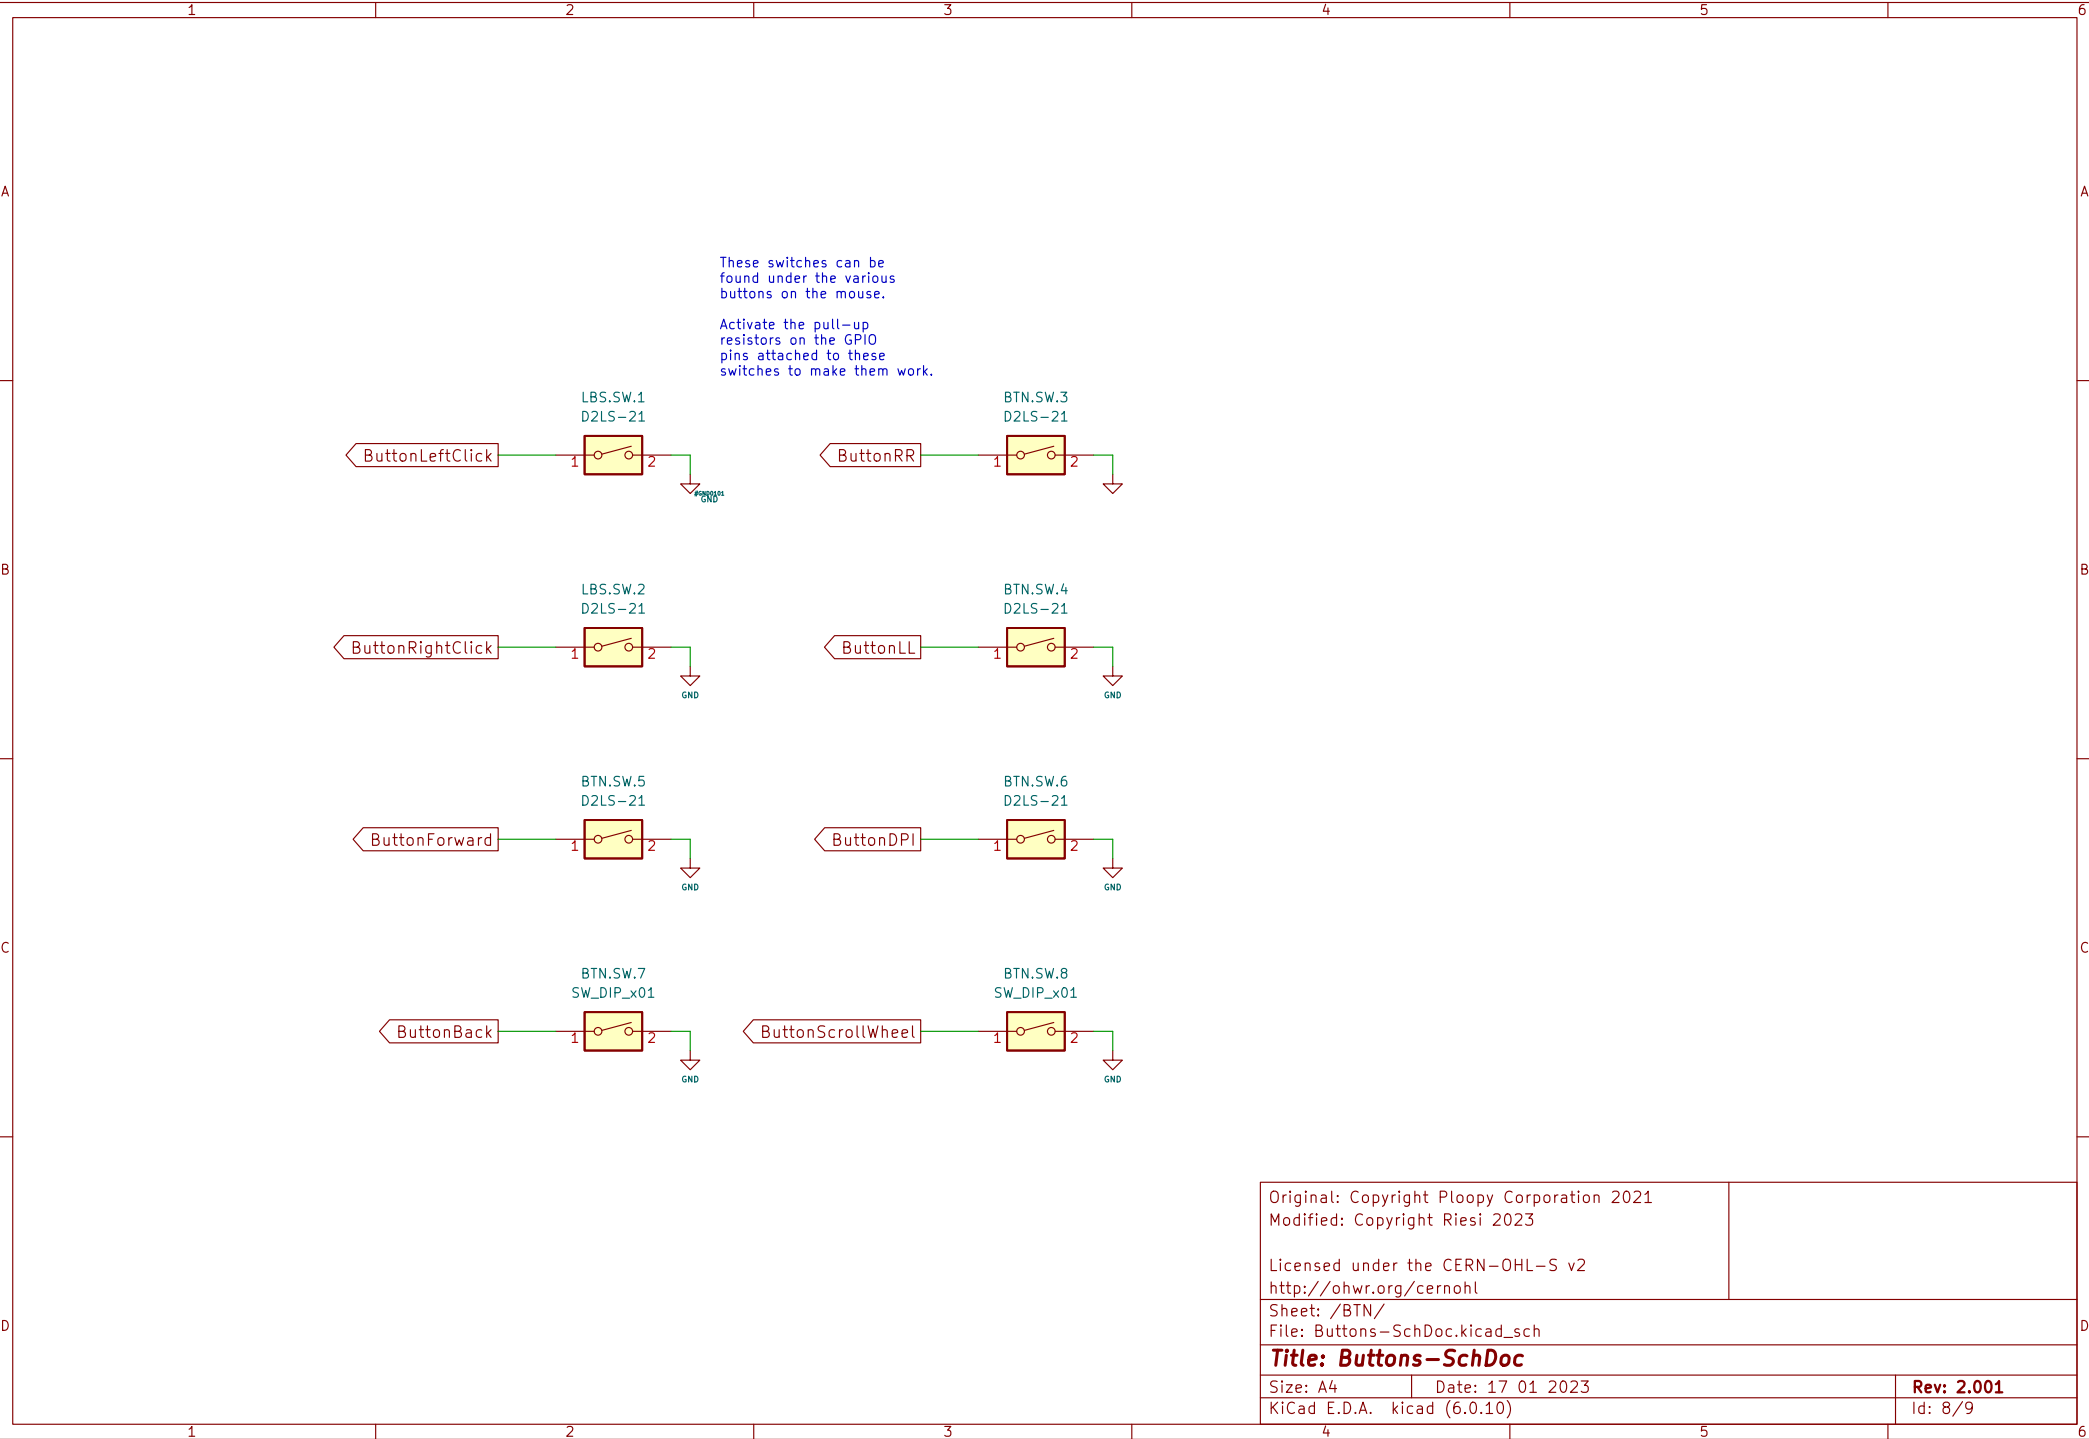 1 2 3 4 5 6
A A
These switches can be
found under the various
buttons on the mouse.
Activate the pull-up
resistors on the GPIO
pins attached to these
switches to make them work.
LBS.SW.1 BTN.SW.3
D2LS-21 D2LS-21
ButtonLeftClick 1 2 ButtonRR 1 2
#GND0101
GND
B B
LBS.SW.2 BTN.SW.4
D2LS-21 D2LS-21
ButtonRightClick 1 2 ButtonLL 1 2
GND GND
BTN.SW.5 BTN.SW.6
D2LS-21 D2LS-21
ButtonForward 1 2 ButtonDPI 1 2
GND GND
C C
BTN.SW.7 BTN.SW.8
SW_DIP_x01 SW_DIP_x01
ButtonBack 1 2 ButtonScrollWheel 1 2
GND GND
Original: Copyright Ploopy Corporation 2021
Modified: Copyright Riesi 2023
Licensed under the CERN-OHL-S v2
http://ohwr.org/cernohl
Sheet: /BTN/
D D
File: Buttons-SchDoc.kicad_sch
Title: Buttons-SchDoc
Size: A4 Date: 17 01 2023 Rev: 2.001
KiCad E.D.A. kicad (6.0.10) Id: 8/9
1 2 3 4 5 6